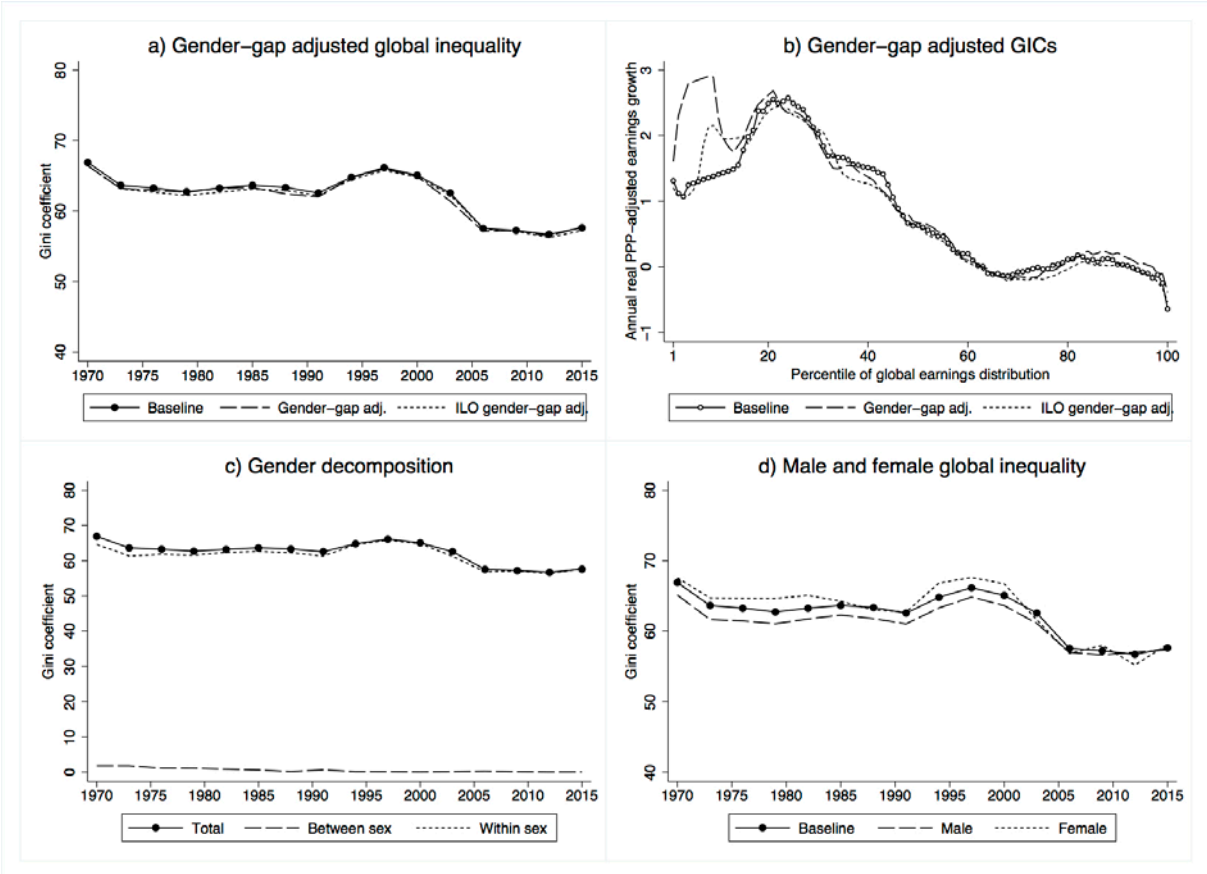 a) Gender-gap adjusted global inequality
80
70
60
50
40
Gini coefficient
1970 1975 1980 1985 1990 1995 2000 2005 2010 2015
Baseline Gender-gap adj. ILO gender-gap adj.
b) Gender-gap adjusted GICs
3
2
1
0
-1
Annual real PPP-adjusted earnings growth
1 20 40 60 80 100
Percentile of global earnings distribution
Baseline Gender-gap adj. ILO gender-gap adj.
c) Gender decomposition
80
70
60
50
40
30
20
10
0
Gini coefficient
1970 1975 1980 1985 1990 1995 2000 2005 2010 2015
Total Between sex Within sex
d) Male and female global inequality
80
70
60
50
40
Gini coefficient
1970 1975 1980 1985 1990 1995 2000 2005 2010 2015
Baseline Male Female